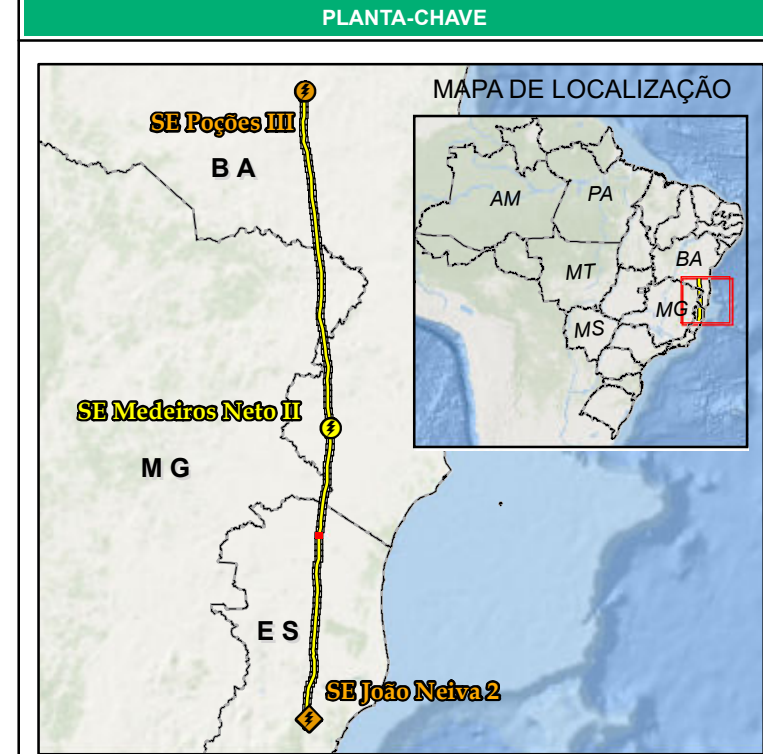 PLANTA-CHAVE
MAPA DE LOCALIZAÇÃO
SE Poções III
B A
AM
PA
BA
MT
MG
MS
SE Medeiros Neto II
M G
E S
SE João Neiva 2